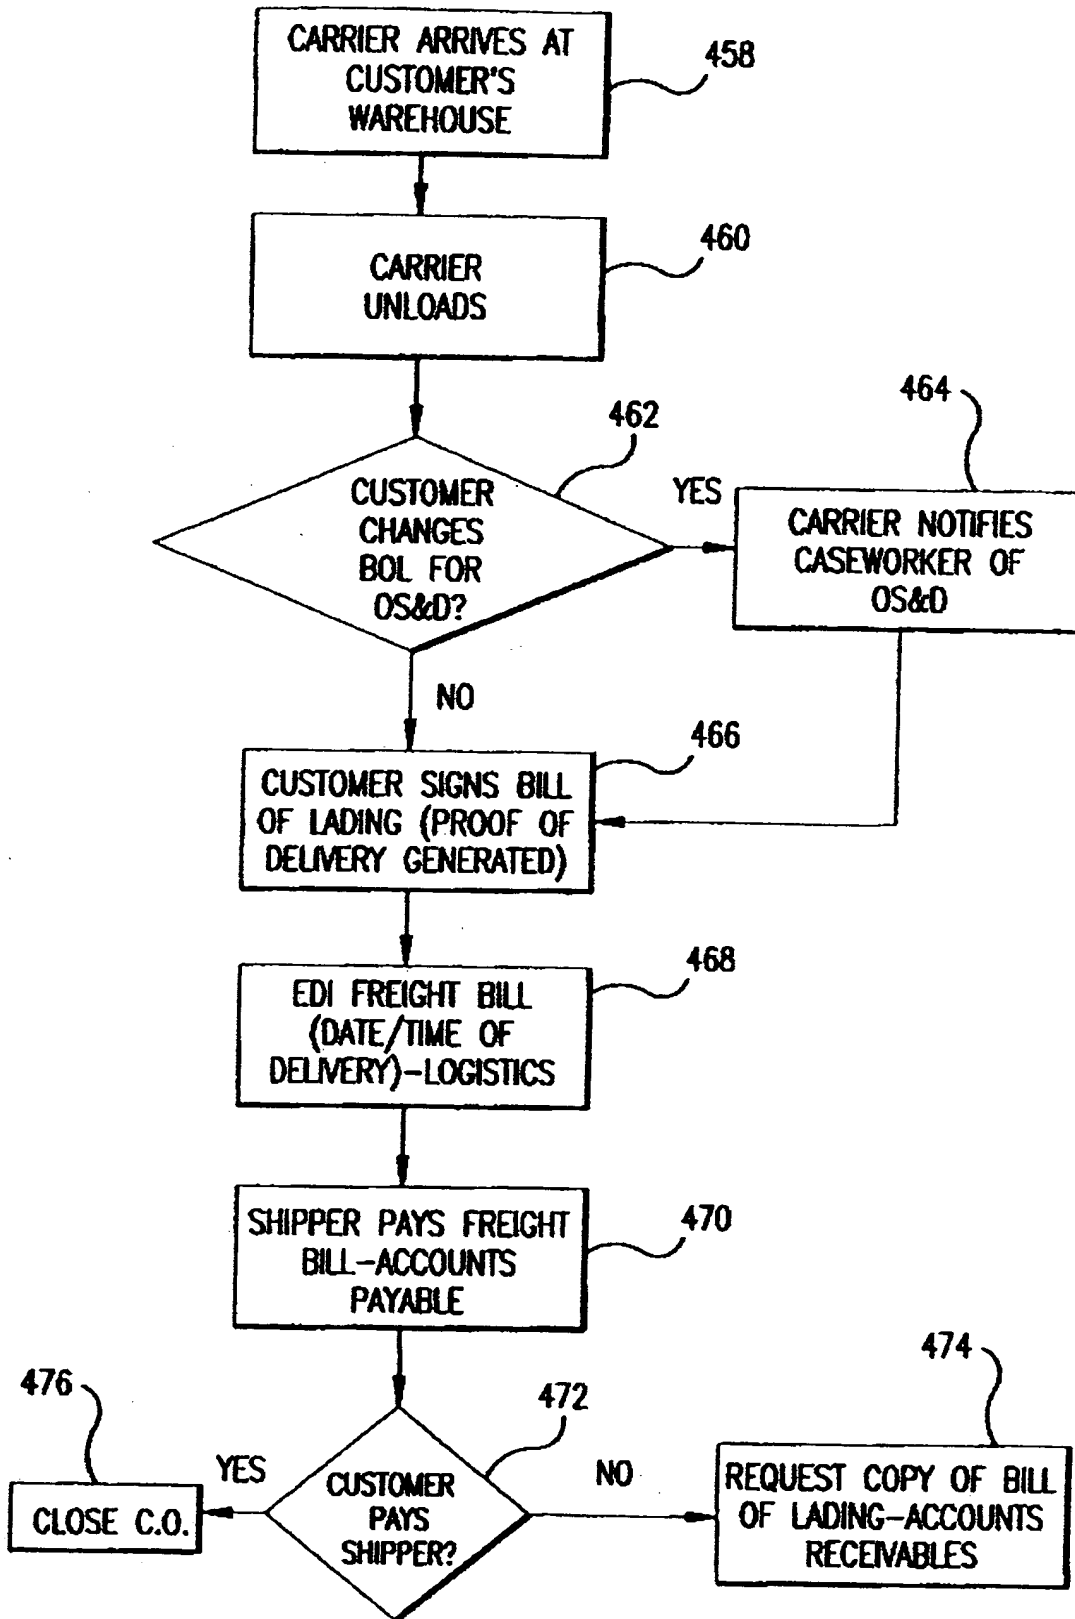 CARRIER ARRIVES AT
CUSTOMER'S
WAREHOUSE
458
CARRIER
UNLOADS
460
CUSTOMER
CHANGES
BOL FOR
OS&D?
462
YES
464
CARRIER NOTIFIES
CASEWORKER OF
OS&D
NO
466
CUSTOMER SIGNS BILL
OF LADING (PROOF OF
DELIVERY GENERATED)
468
EDI FREIGHT BILL
(DATE/TIME OF
DELIVERY)-LOGISTICS
470
SHIPPER PAYS FREIGHT
BILL-ACCOUNTS
PAYABLE
472
CUSTOMER
PAYS
SHIPPER?
YES
476
CLOSE C.O.
NO
474
REQUEST COPY OF BILL
OF LADING-ACCOUNTS
RECEIVABLES